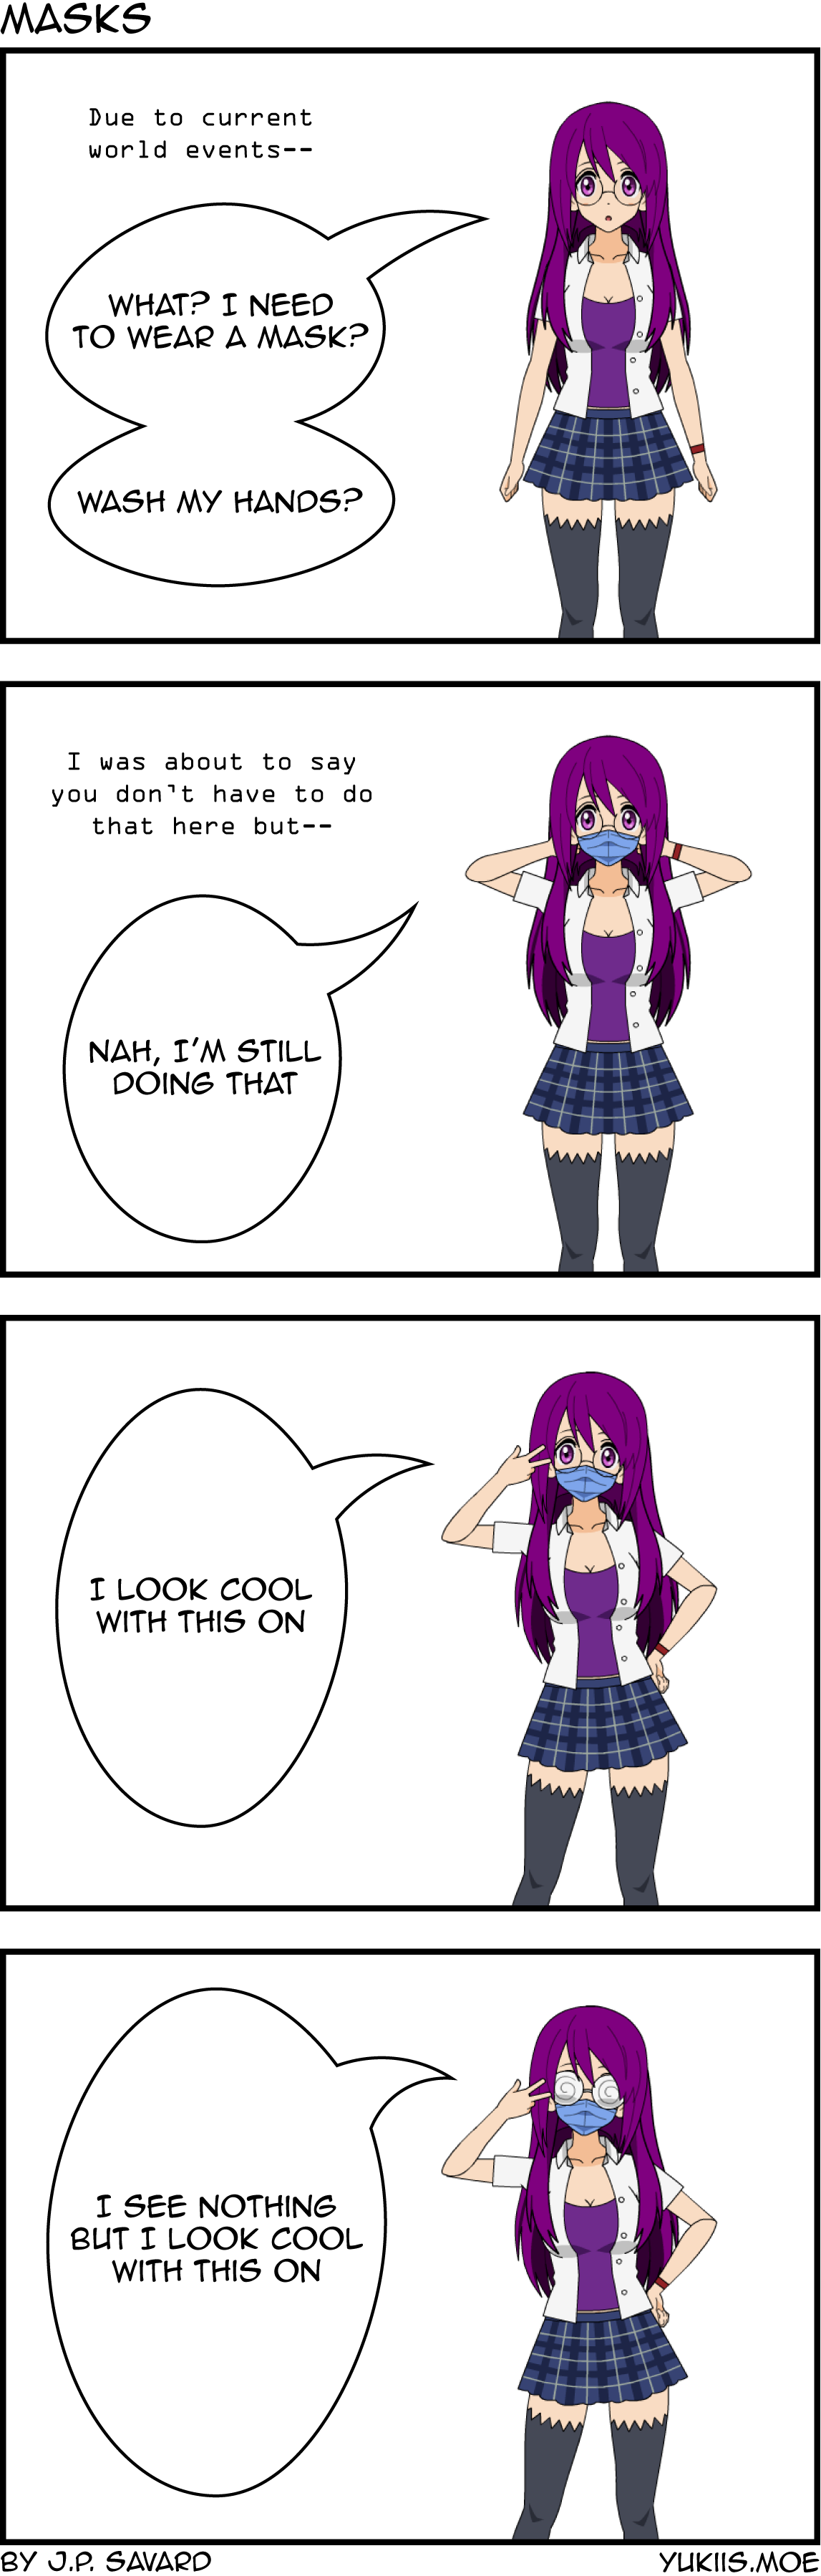 MASKS
Due to current
world events--
WHAT? I NEED
TO WEAR A MASK?
WASH MY HANDS?
I was about to say
you don't have to do
that here but--
NAH, I'M STILL
DOING THAT
I LOOK COOL
WITH THIS ON
I SEE NOTHING
BUT I LOOK COOL
WITH THIS ON
BY J.P. SAVARD
YUKIIS.MOE